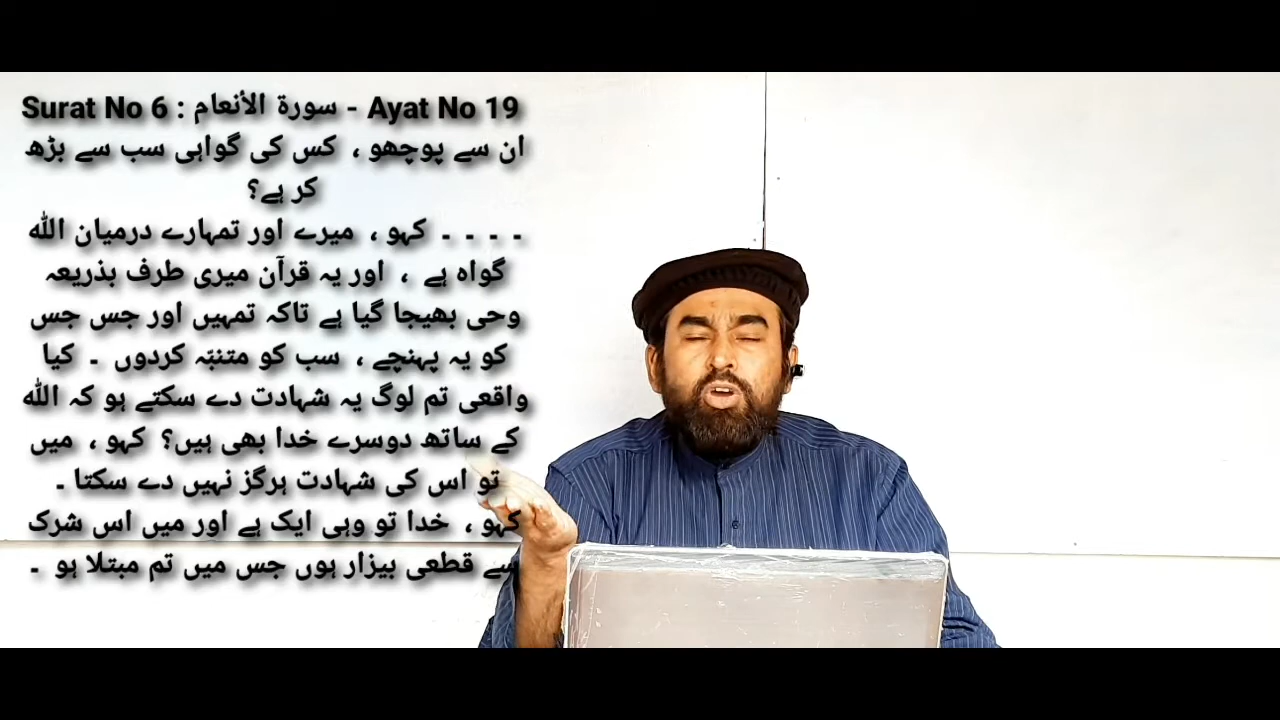 Surat No 6 : سورة الأنعام - Ayat No 19
ان سے پوچھو ، کس کی گواہی سب سے بڑھ
کر ہے؟
۔ ۔ ۔ ۔ کہو ، میرے اور تمہارے درمیان اللہ
گواہ ہے ، اور یہ قرآن میری طرف بذریعہ
وحی بھیجا گیا ہے تاکہ تمہیں اور جس جس
کو یہ پہنچے ، سب کو متنبّہ کردوں ۔ کیا
واقعی تم لوگ یہ شہادت دے سکتے ہو کہ اللہ
کے ساتھ دوسرے خدا بھی ہیں؟ کہو ، میں
تو اس کی شہادت ہرگز نہیں دے سکتا ۔
کہو ، خدا تو وہی ایک ہے اور میں اس شرک
سے قطعی بیزار ہوں جس میں تم مبتلا ہو ۔